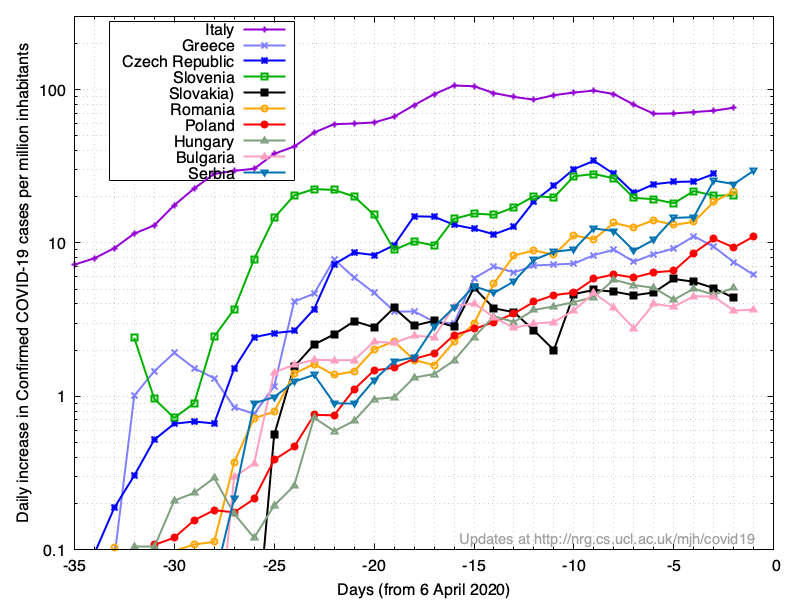 Italy
Greece
Czech Republic
Slovenia
Slovakia)
Romania
Poland
Hungary
Bulgaria
Serbia
Daily increase in Confirmed COVID-19 cases per million inhabitants
100
10
1
0.1
Updates at http://nrg.cs.ucl.ac.uk/mjh/covid19
-35 -30 -25 -20 -15 -10 -5 0
Days (from 6 April 2020)